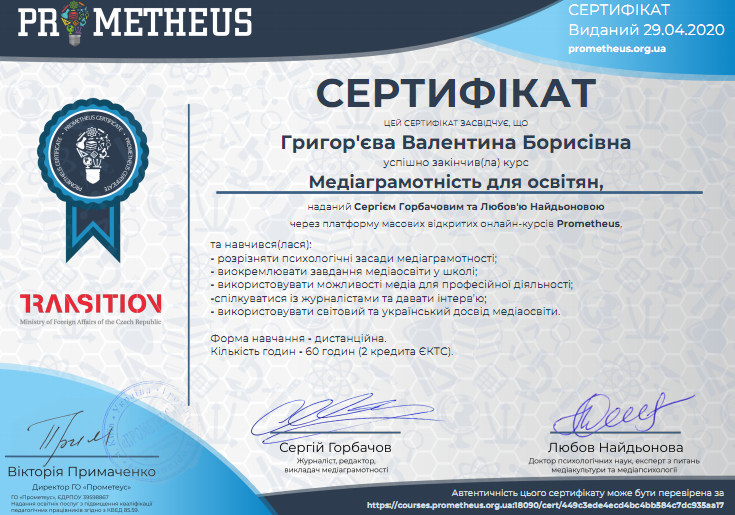 PROMETHEUS
СЕРТИФІКАТ
Виданий 29.04.2020
prometheus.org.ua
СЕРТИФІКАТ
ЦЕЙ СЕРТИФІКАТ ЗАСВІДЧУЄ, ЩО
Григор'єва Валентина Борисівна
успішно закінчив(ла) курс
Медіаграмотність для освітян,
наданий Сергієм Горбачовим та Любов'ю Найдьоновою
через платформу масових відкритих онлайн-курсів Prometheus,
та навчився(лася):
- розрізняти психологічні засади медіаграмотності;
- виокремлювати завдання медіаосвіти у школі;
- використовувати можливості медіа для професійної діяльності;
-спілкуватися із журналістами та давати інтерв'ю;
- використовувати світовий та український досвід медіаосвіти.
Форма навчання - дистанційна.
Кількість годин - 60 годин (2 кредита ЄКТС).
PROMETHEUS CERTIFICATE • PROMETHEUS CERTIFICATE • PROMETHEUS CERTIFICATE
TRANSITION
Ministry of Foreign Affairs of the Czech Republic
Вікторія Примаченко
Директор ГО «Прометеус»
ГО «Прометеус», ЄДРПОУ 39598867
Надання освітніх послуг з підвищення кваліфікації
педагогічних працівників згідно з КВЕД 85.59.
Сергій Горбачов
Журналіст, редактор,
викладач медіаграмотності
Любов Найдьонова
Доктор психологічних наук, експерт з питань
медіакультури та медіапсихології
Автентичність цього сертифікату може бути перевірена за
https://courses.prometheus.org.ua:18090/cert/449c3ede4ecd4bc4bb584c7dc935aa17